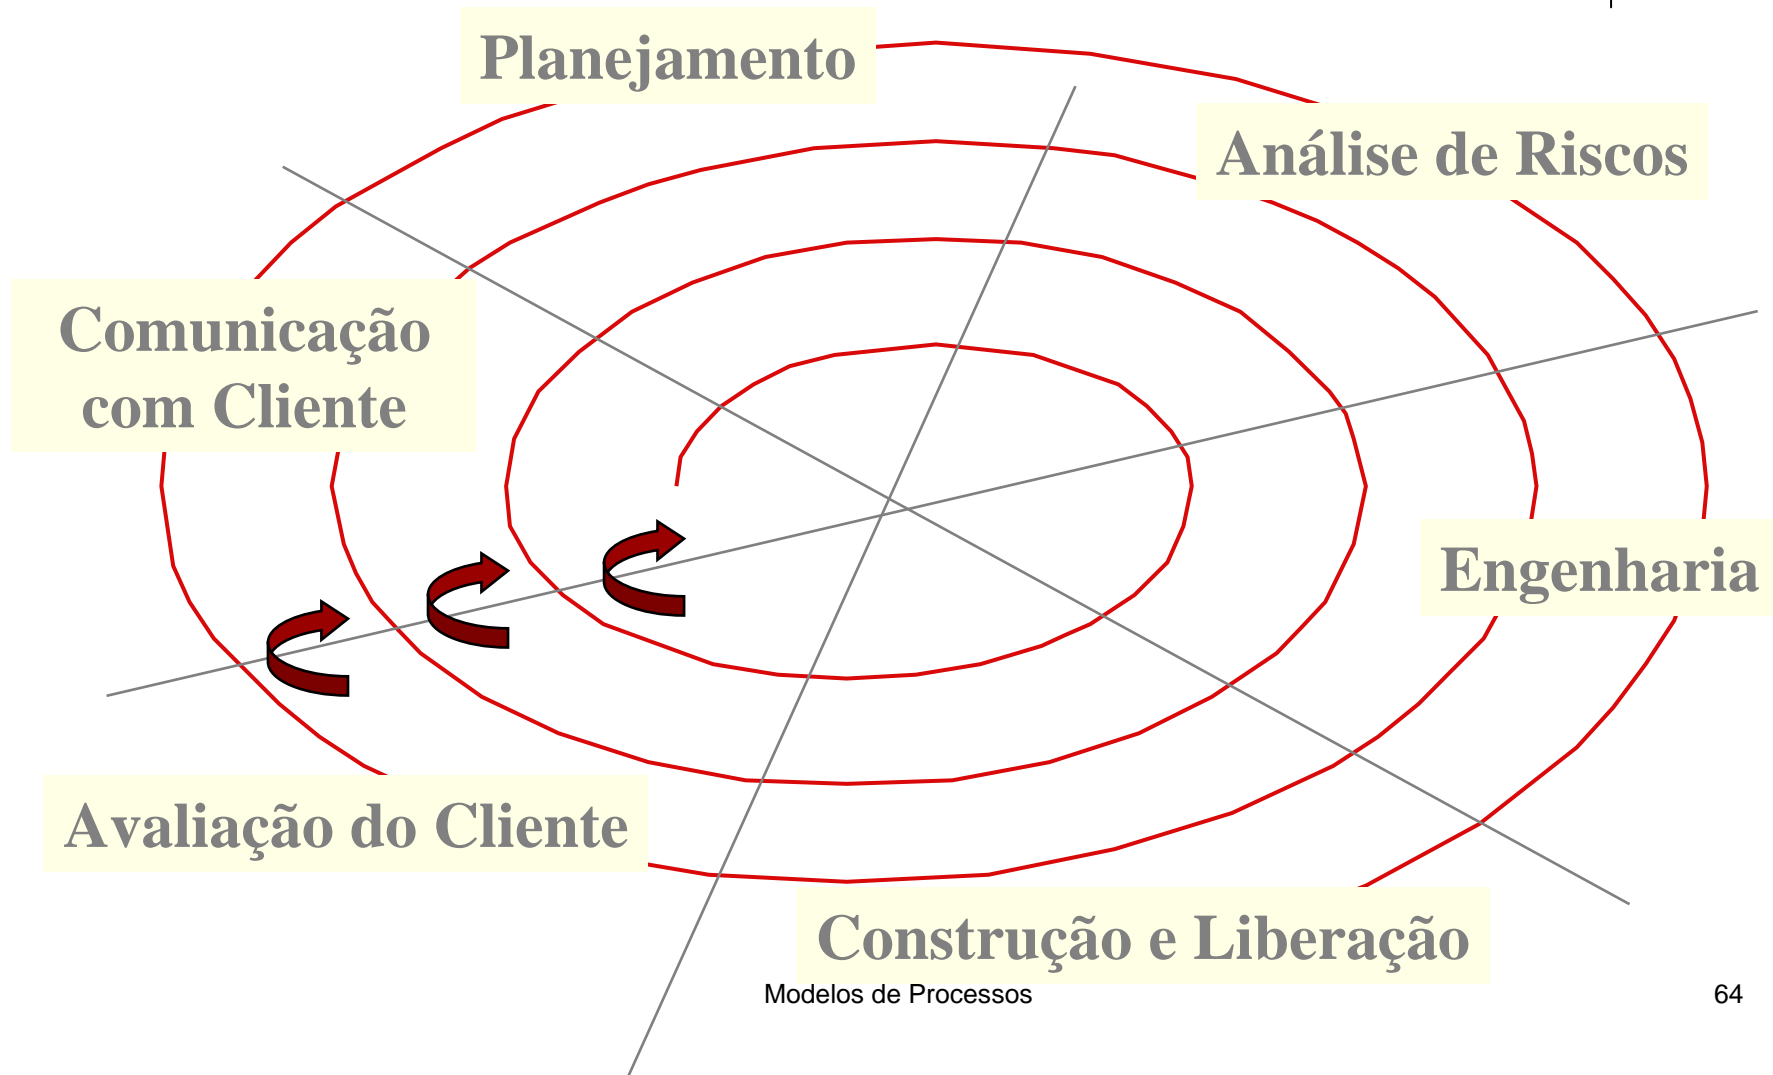 Planejamento
Análise de Riscos
Comunicação
com Cliente
Engenharia
Avaliação do Cliente
Construção e Liberação
Modelos de Processos
64